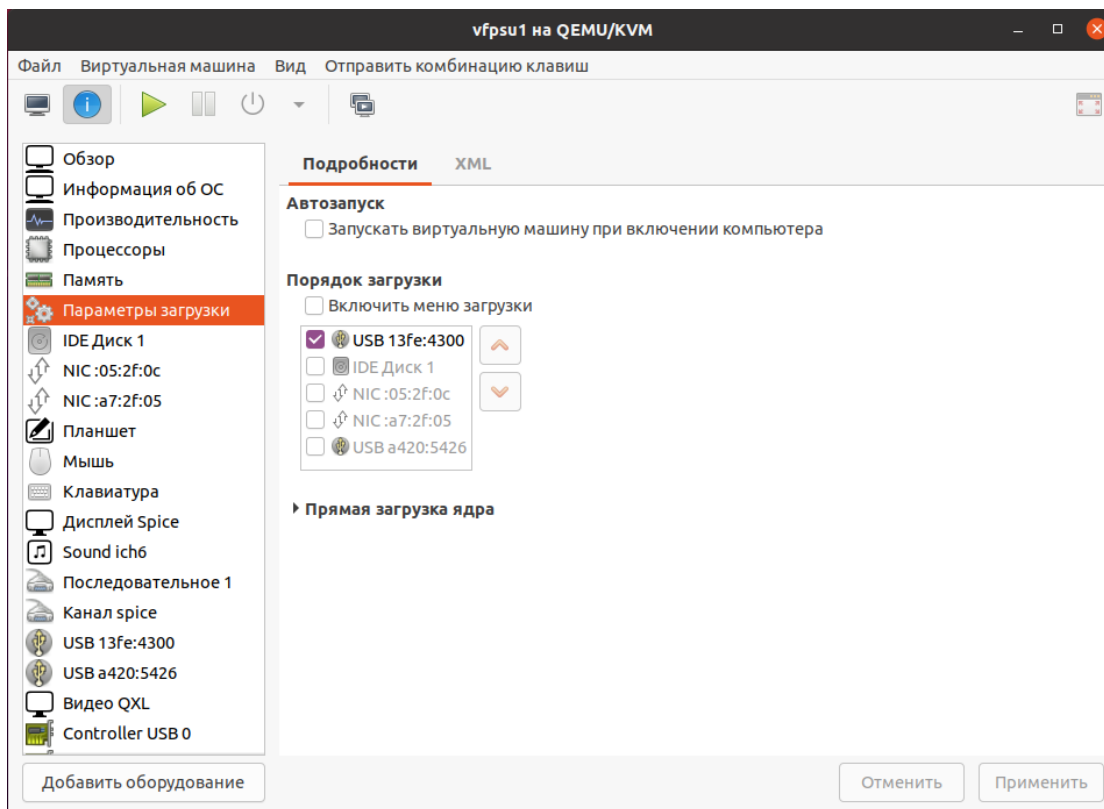 vfpsu1 на QEMU/KVM
Файл Виртуальная машина Вид Отправить комбинацию клавиш
Обзор
Информация об ОС
Производительность
Процессоры
Память
Параметры загрузки
IDE Диск 1
NIC :05:2f:0c
NIC :a7:2f:05
Планшет
Мышь
Клавиатура
Дисплей Spice
Sound ich6
Последовательное 1
Канал spice
USB 13fe:4300
USB a420:5426
Видео QXL
Controller USB 0
Добавить оборудование
Подробности XML
Автозапуск
Запускать виртуальную машину при включении компьютера
Порядок загрузки
Включить меню загрузки
USB 13fe:4300
IDE Диск 1
NIC :05:2f:0c
NIC :a7:2f:05
USB a420:5426
Прямая загрузка ядра
Отменить Применить